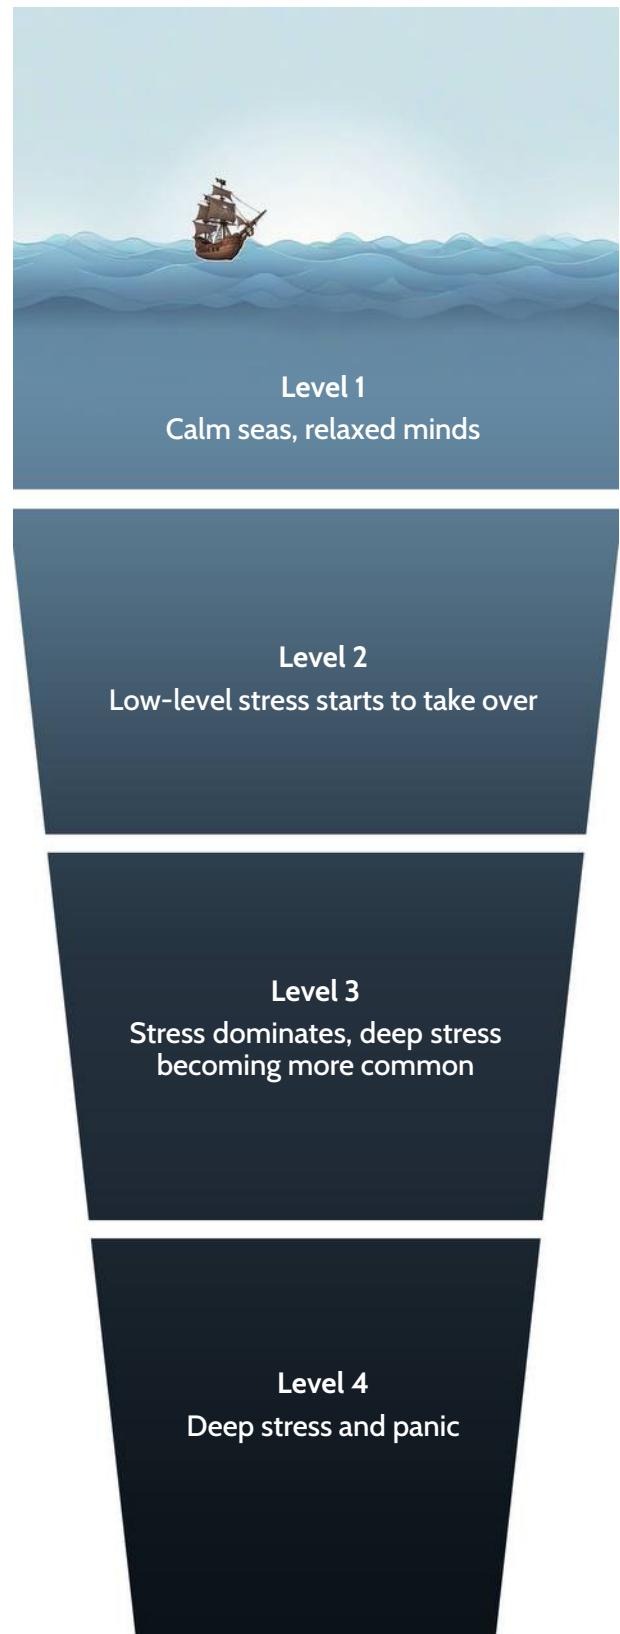 Level 1
Calm seas, relaxed minds
Level 2
Low-level stress starts to take over
Level 3
Stress dominates, deep stress
becoming more common
Level 4
Deep stress and panic